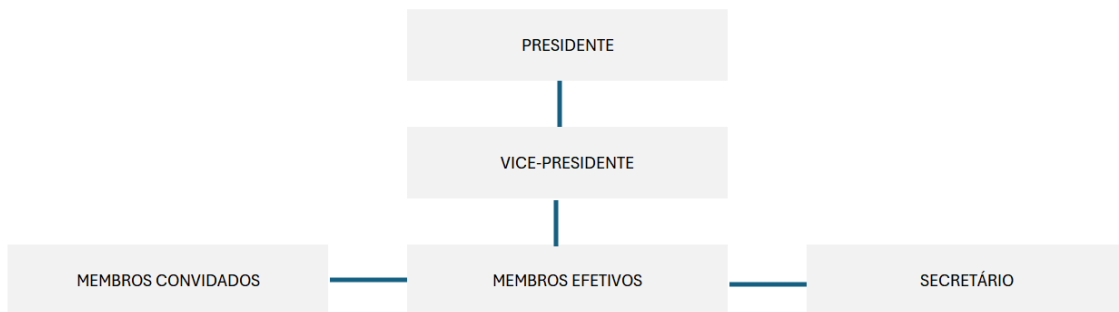 PRESIDENTE
VICE-PRESIDENTE
MEMBROS CONVIDADOS
MEMBROS EFETIVOS
SECRETÁRIO